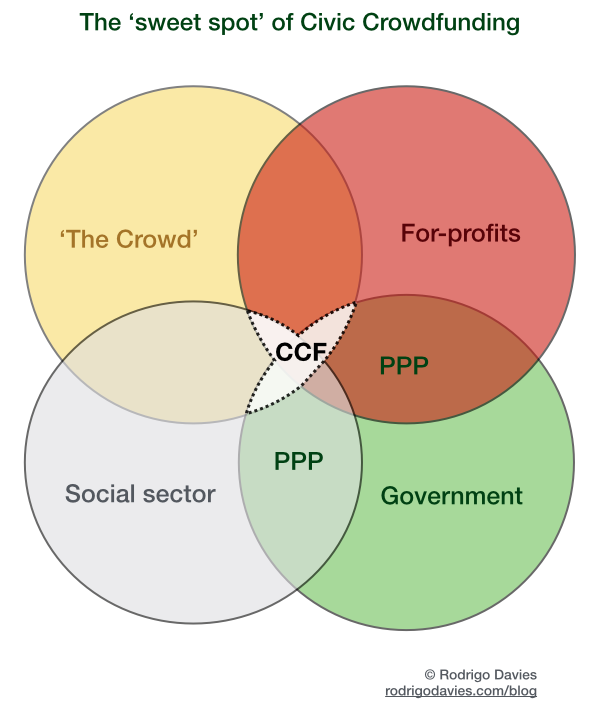 The ‘sweet spot’ of Civic Crowdfunding
‘The Crowd’
For-profits
CCF
PPP
PPP
Social sector
Government
© Rodrigo Davies
rodrigodavies.com/blog